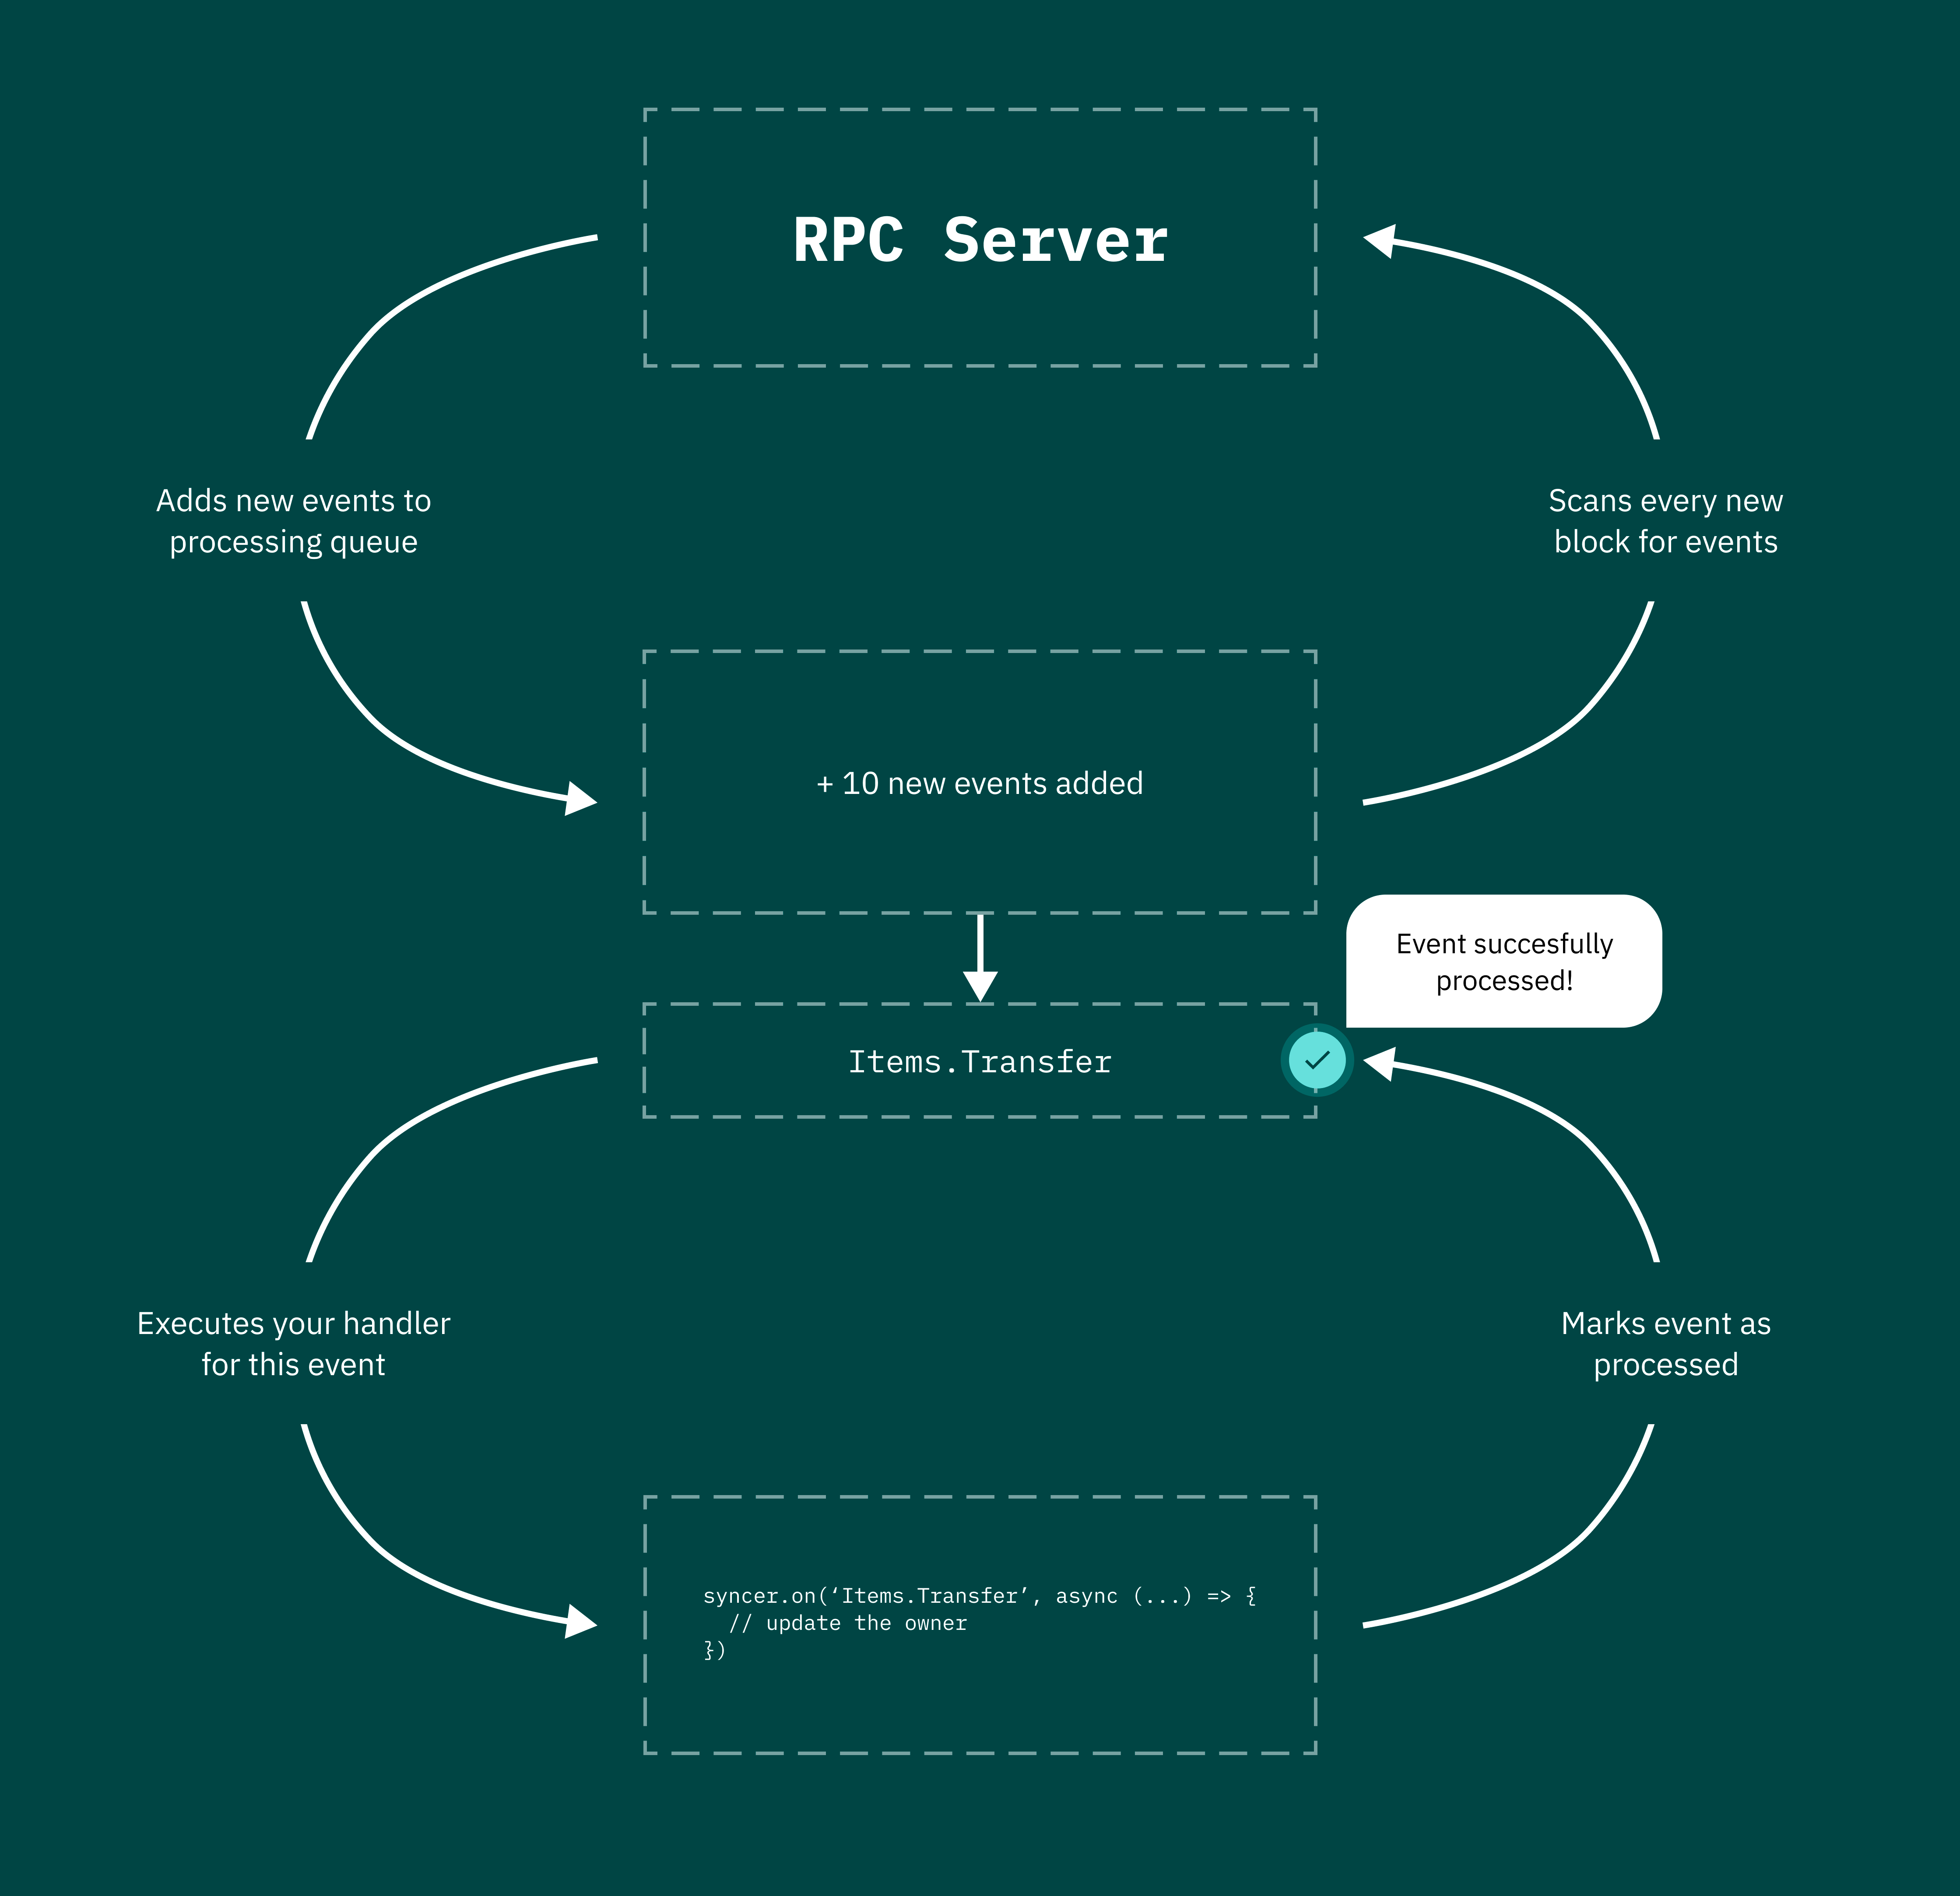 RPC Server
Adds new events to
processing queue
Scans every new
block for events
+ 10 new events added
Event succesfully
processed!
Items.Transfer
Executes your handler
for this event
Marks event as
processed
syncer.on(‘Items.Transfer’, async (...) => {
  // update the owner
})